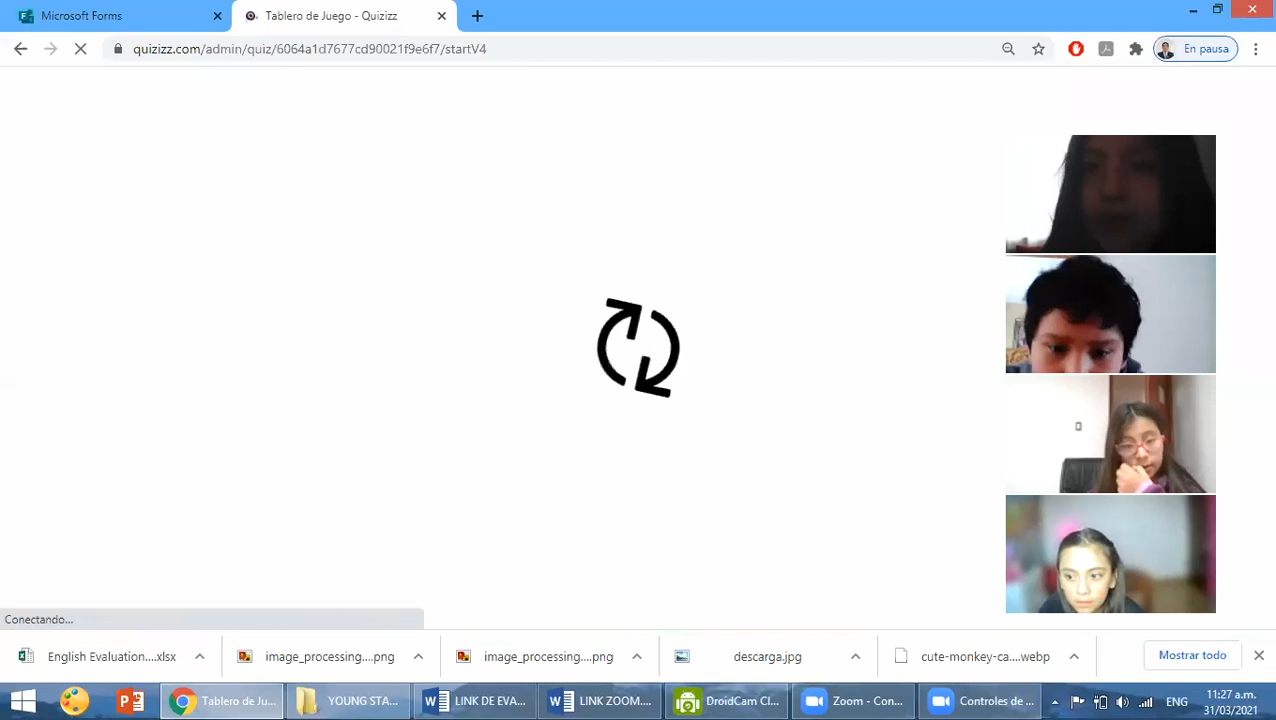 Microsoft Forms
Tablero de Juego - Quizizz
quizizz.com/admin/quiz/6064a1d7677cd90021f9e6f7/startV4
En pausa
Conectando...
English Evaluation....xlsx
image_processing....png
image_processing....png
descarga.jpg
cute-monkey-ca....webp
Mostrar todo
Tablero de Ju...
YOUNG STA...
LINK DE EVA...
LINK ZOOM....
DroidCam Cl...
Zoom - Con...
Controles de ...
ENG
11:27 a.m.
31/03/2021